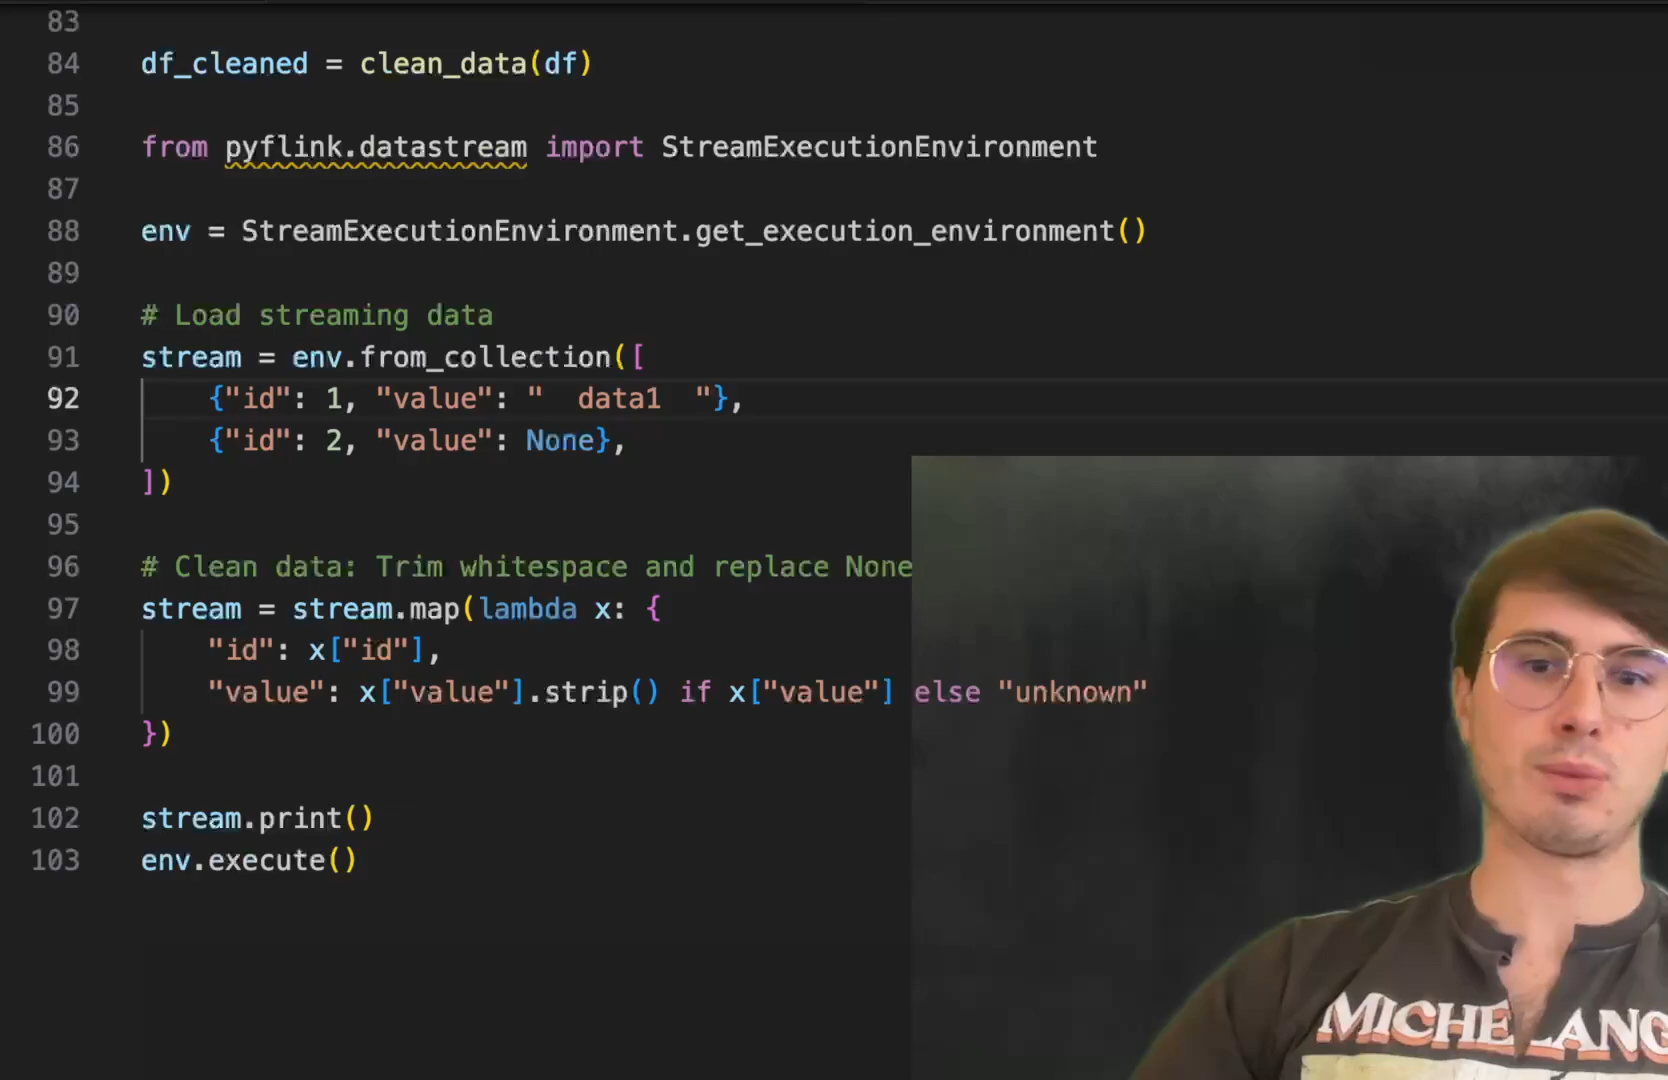 83
84 df_cleaned = clean_data(df)
85
86 from pyflink.datastream import StreamExecutionEnvironment
87
88 env = StreamExecutionEnvironment.get_execution_environment()
89
90 # Load streaming data
91 stream = env.from_collection([
92 {"id": 1, "value": "  data1  "},
93 {"id": 2, "value": None},
94 ])
95
96 # Clean data: Trim whitespace and replace None
97 stream = stream.map(lambda x: {
98 "id": x["id"],
99 "value": x["value"].strip() if x["value"] else "unknown"
100 })
101
102 stream.print()
103 env.execute()
MICHELANG